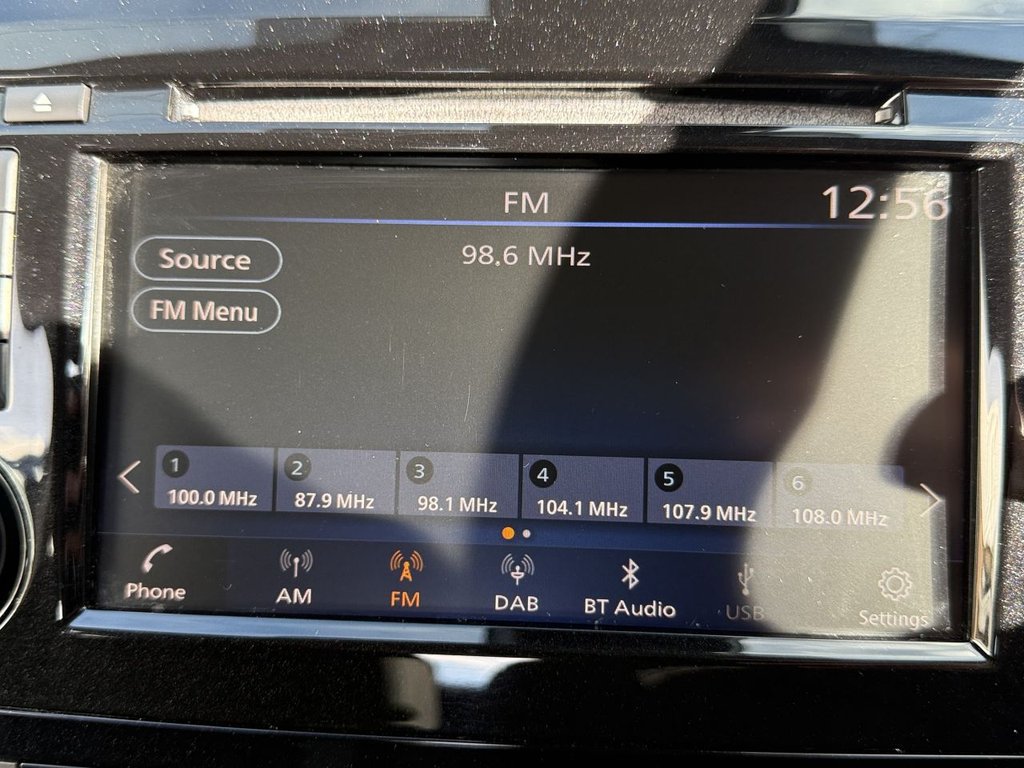 FM
12:56
98.6 MHz
Source
FM Menu
1 2 3 4 5 6
100.0 MHz 87.9 MHz 98.1 MHz 104.1 MHz 107.9 MHz 108.0 MHz
Phone AM FM DAB BT Audio USB Settings